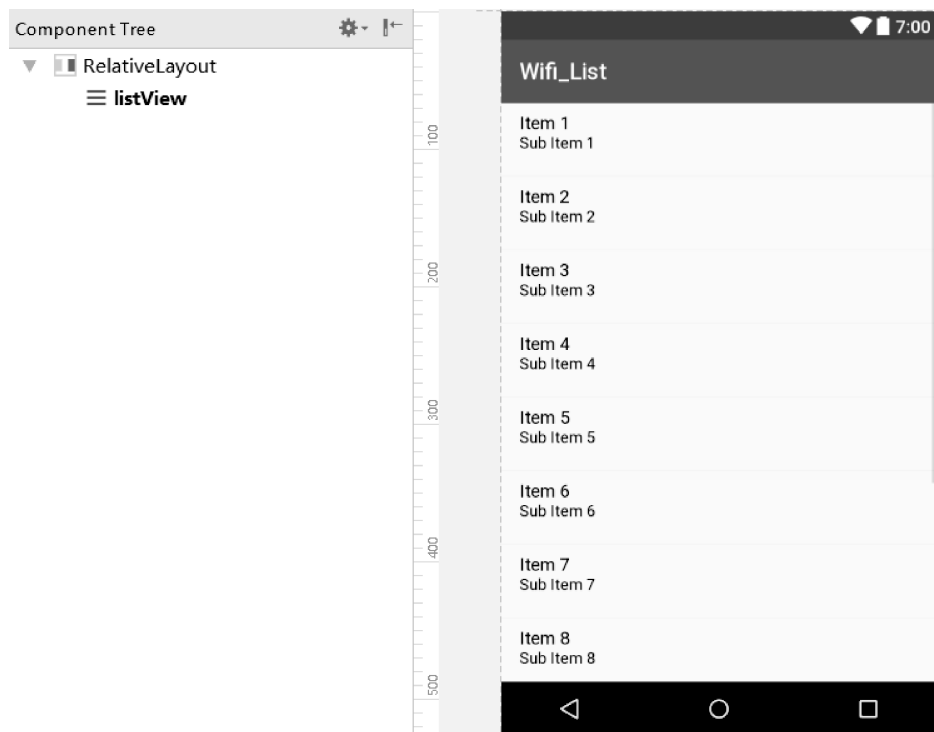 Component Tree
RelativeLayout
listView
100
200
300
400
500
7:00
Wifi_List
Item 1
Sub Item 1
Item 2
Sub Item 2
Item 3
Sub Item 3
Item 4
Sub Item 4
Item 5
Sub Item 5
Item 6
Sub Item 6
Item 7
Sub Item 7
Item 8
Sub Item 8